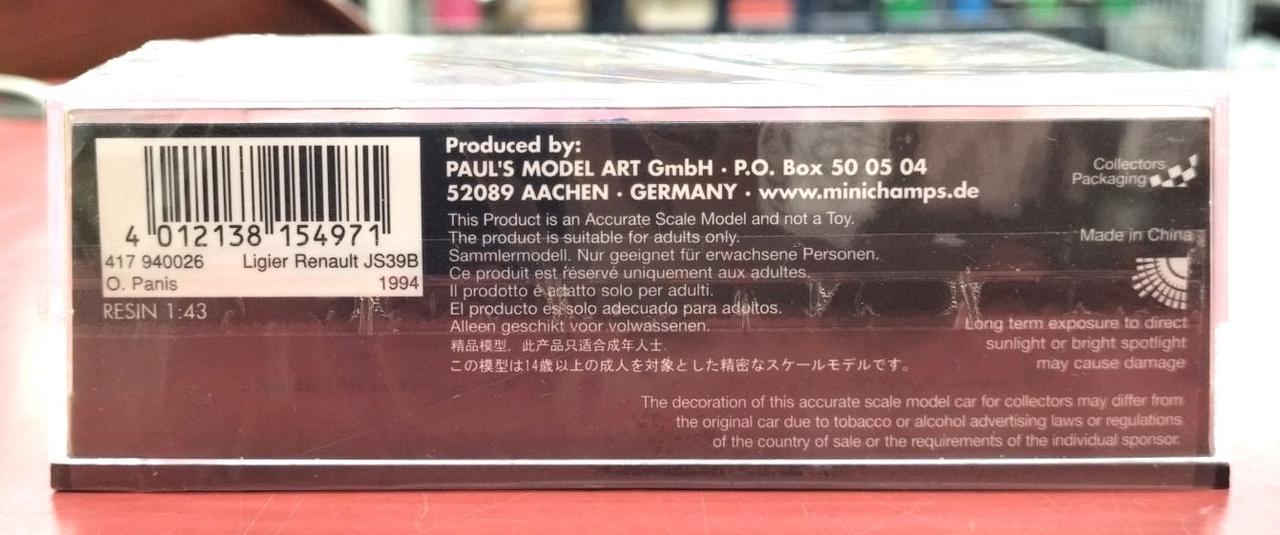 4 012138 154971
417 940026 Ligier Renault JS39B
O. Panis 1994
RESIN 1:43
Produced by:
PAUL'S MODEL ART GmbH · P.O. Box 50 05 04
52089 AACHEN · GERMANY · www.minichamps.de
This Product is an Accurate Scale Model and not a Toy.
The product is suitable for adults only.
Sammlermodell. Nur geeignet für erwachsene Personen.
Ce produit est réservé uniquement aux adultes.
Il prodotto è adatto solo per adulti.
El producto es solo adecuado para adultos.
Alleen geschikt voor volwassenen.
精品模型，此产品只适合成年人士.
この模型は14歳以上の成人を対象とした精密なスケールモデルです。
Collectors
Packaging
Made in China
Long term exposure to direct
sunlight or bright spotlight
may cause damage
The decoration of this accurate scale model car for collectors may differ from
the original car due to tobacco or alcohol advertising laws or regulations
of the country of sale or the requirements of the individual sponsor.